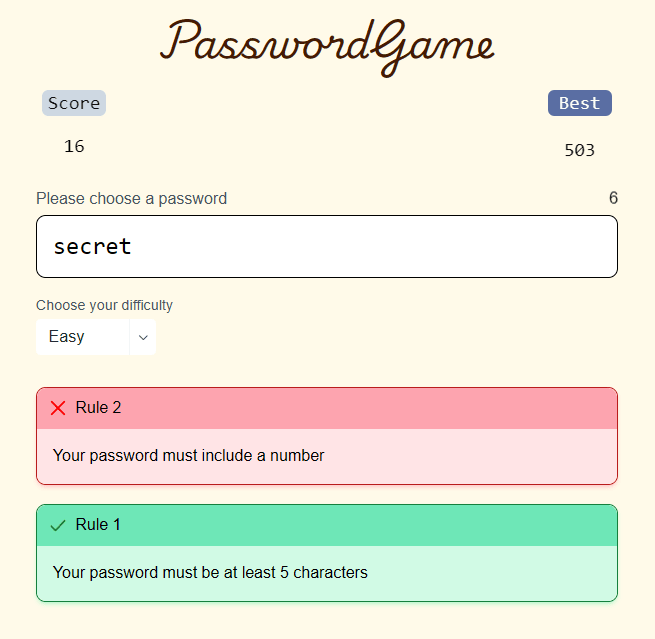 PasswordGame
Score Best
16 503
Please choose a password 6
secret
Choose your difficulty
Easy
Rule 2
Your password must include a number
Rule 1
Your password must be at least 5 characters